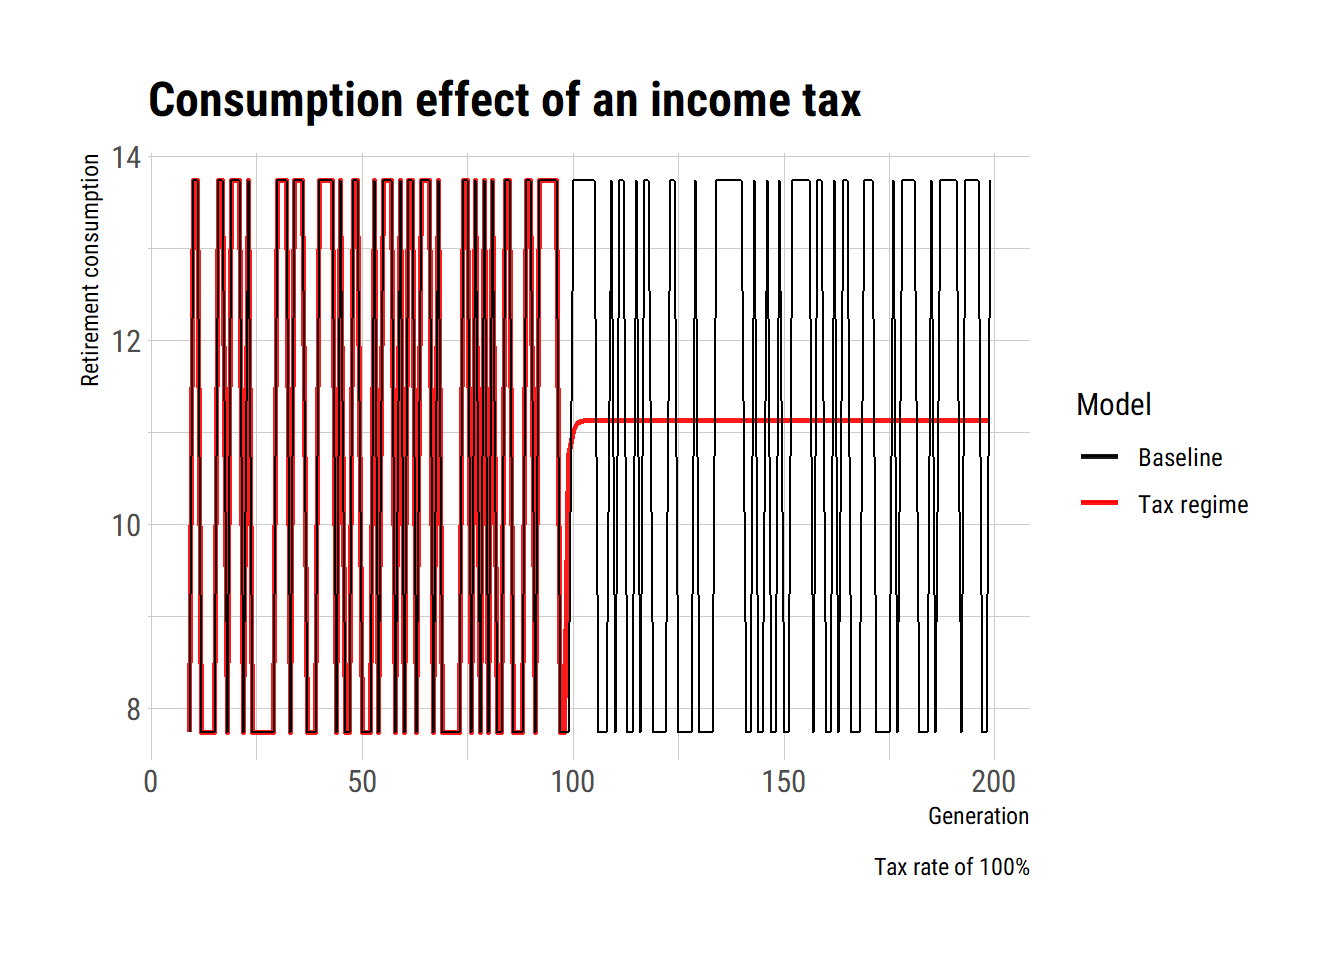 Consumption effect of an income tax
Retirement consumption
14
12
10
8
0 50 100 150 200
Generation
Tax rate of 100%
Model
Baseline
Tax regime